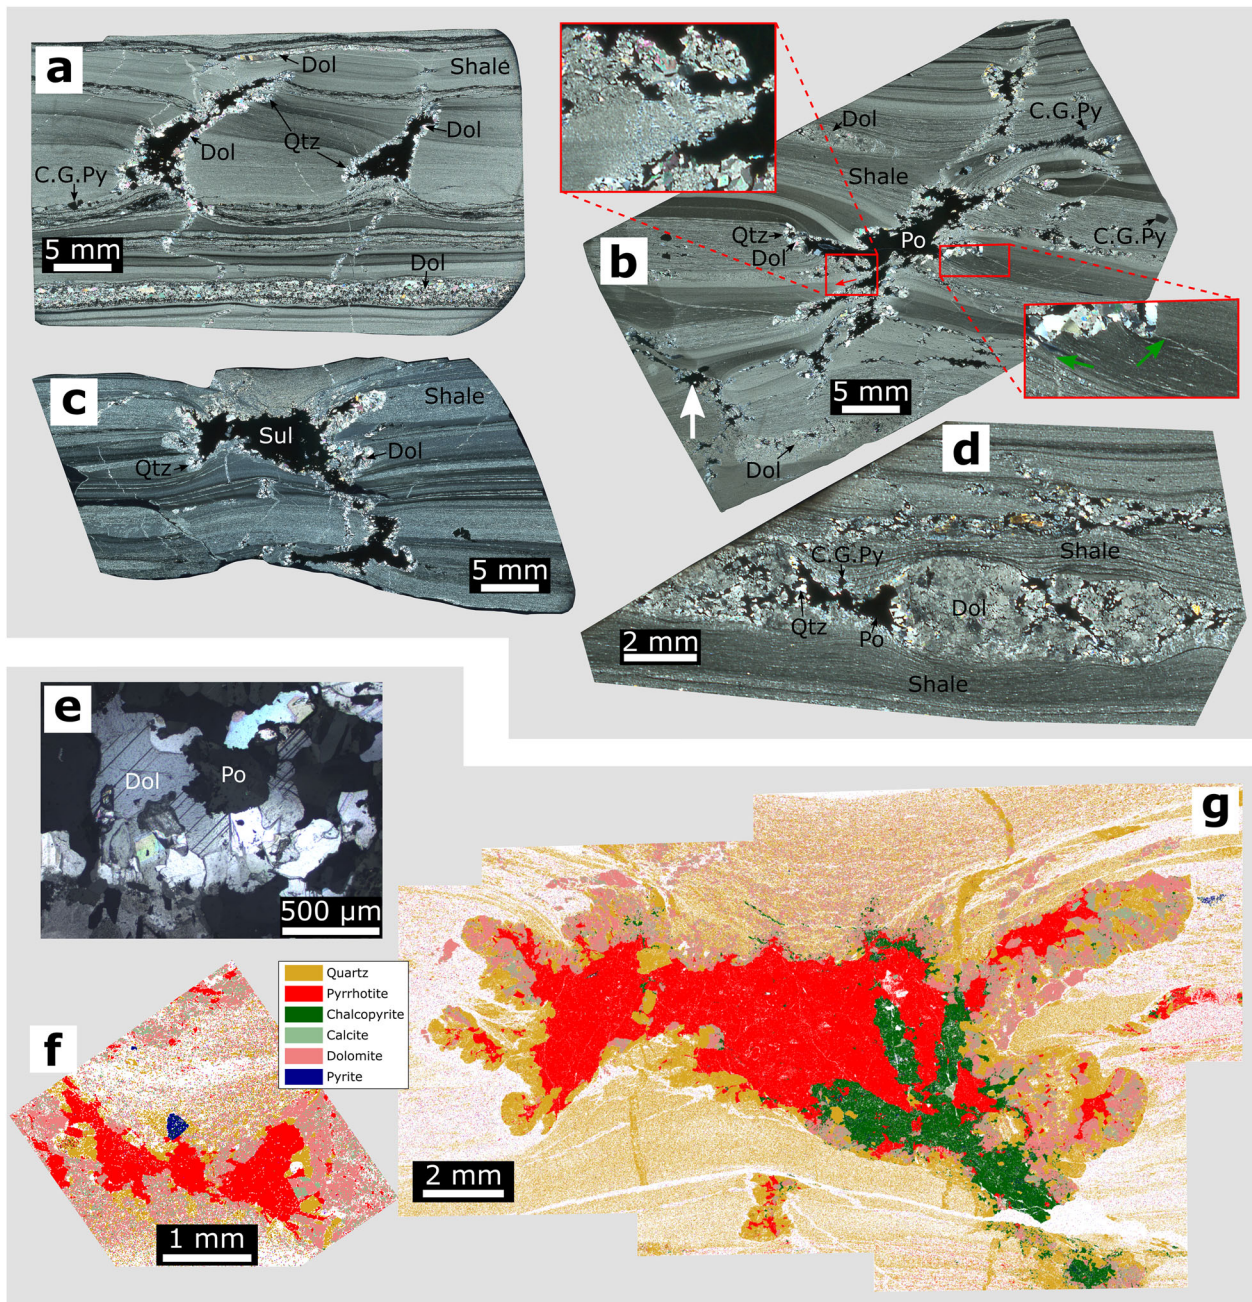 a
Dol
Shale
Qtz
Dol
Dol
C.G.Py
5 mm
Dol
b
Dol
C.G.Py
Shale
Qtz
Dol
Po
C.G.Py
5 mm
Dol
c
Shale
Sul
Qtz
Dol
5 mm
d
C.G.Py
Shale
Dol
Qtz
Po
2 mm
Shale
e
Dol
Po
500 µm
f
Quartz
Pyrrhotite
Chalcopyrite
Calcite
Dolomite
Pyrite
1 mm
g
2 mm